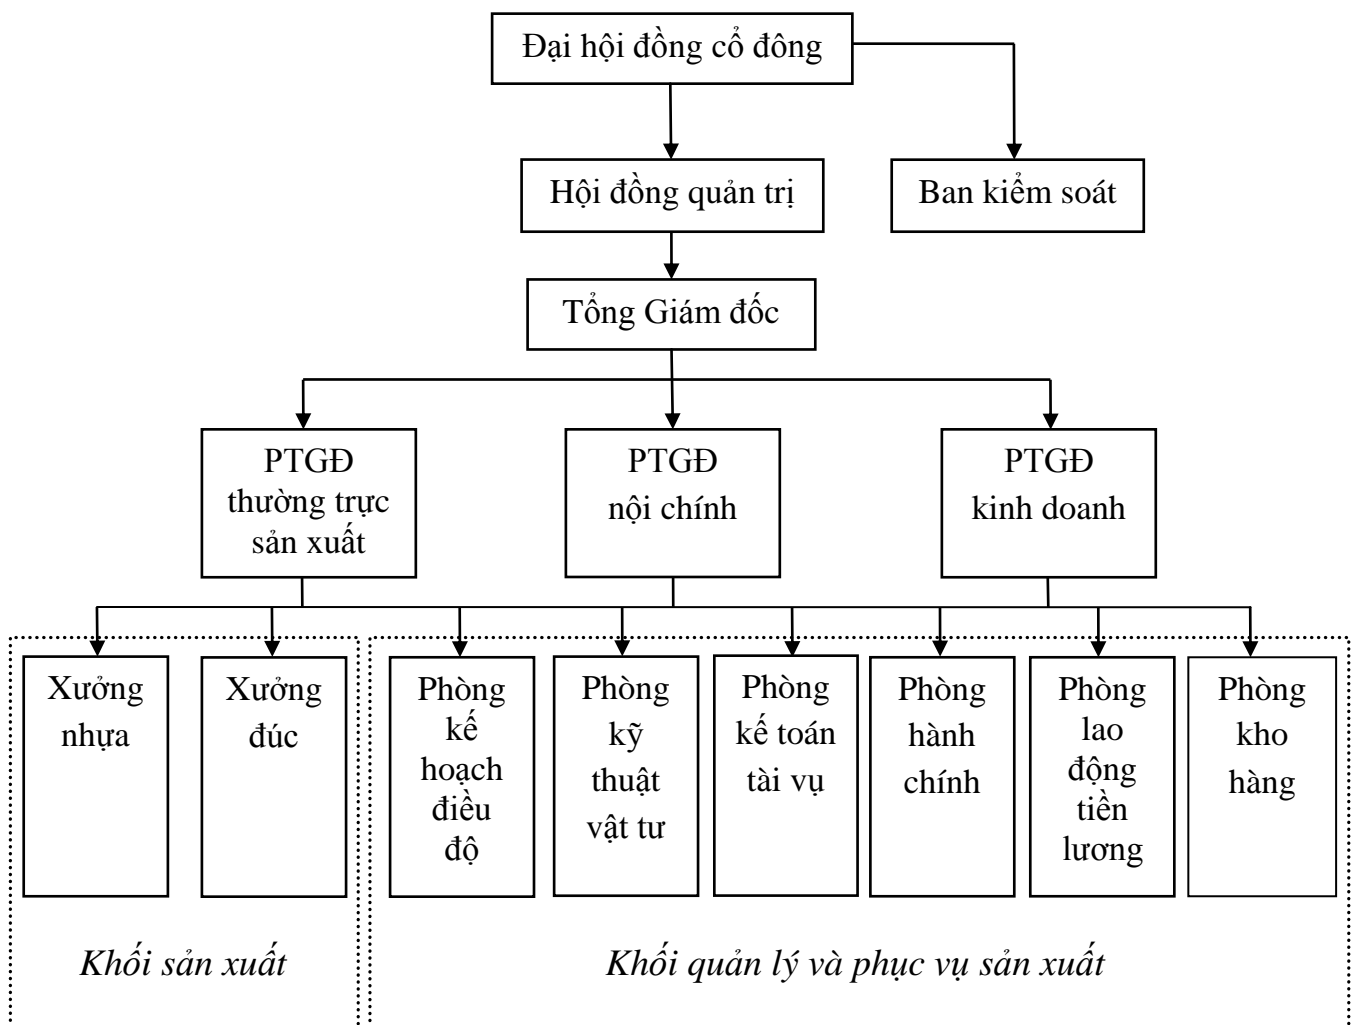 Đại hội đồng cổ đông
Hội đồng quản trị
Ban kiểm soát
Tổng Giám đốc
PTGĐ
thường trực
sản xuất
PTGĐ
nội chính
PTGĐ
kinh doanh
Xưởng
nhựa
Xưởng
đúc
Phòng
kế
hoạch
điều
độ
Phòng
kỹ
thuật
vật tư
Phòng
kế toán
tài vụ
Phòng
hành
chính
Phòng
lao
động
tiền
lương
Phòng
kho
hàng
Khối sản xuất
Khối quản lý và phục vụ sản xuất